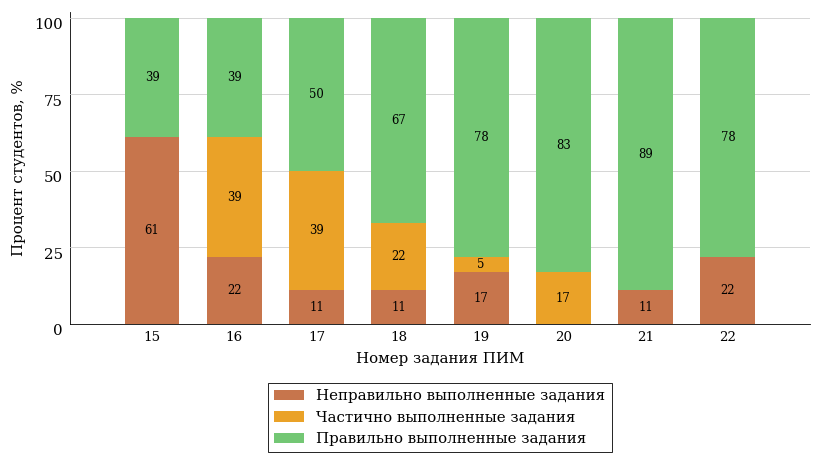 Процент студентов, %
100
75
50
25
0
39 39 50 67 78 83 89 78
39 39 22 5 17
61 22 11 11 17 11 22
15 16 17 18 19 20 21 22
Номер задания ПИМ
Неправильно выполненные задания
Частично выполненные задания
Правильно выполненные задания